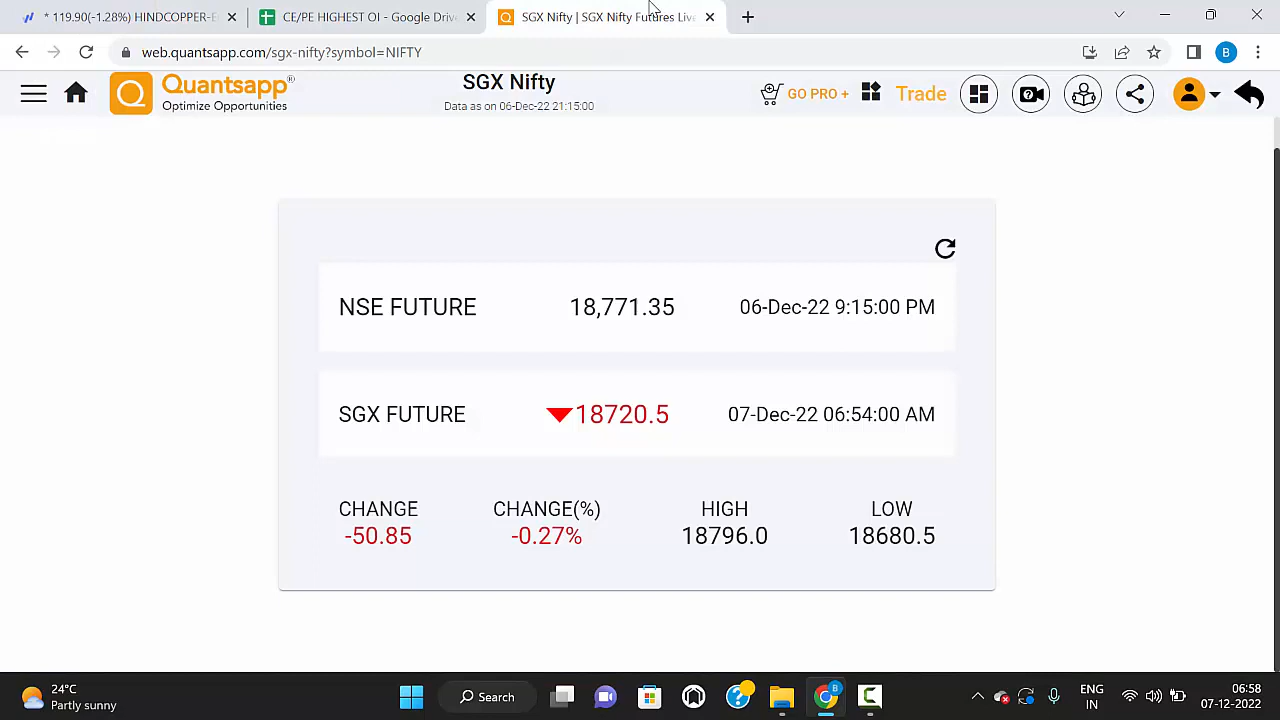 * 119.90(-1.28%) HINDCOPPER-E
CE/PE HIGHEST OI - Google Drive
SGX Nifty | SGX Nifty Futures Live
web.quantsapp.com/sgx-nifty?symbol=NIFTY
B
Quantsapp®
Optimize Opportunities
SGX Nifty
Data as on 06-Dec-22 21:15:00
GO PRO +
Trade
NSE FUTURE 18,771.35 06-Dec-22 9:15:00 PM
SGX FUTURE 18720.5 07-Dec-22 06:54:00 AM
CHANGE CHANGE(%) HIGH LOW
-50.85 -0.27% 18796.0 18680.5
24°C
Partly sunny
Search
B
ENG
IN
06:58
07-12-2022